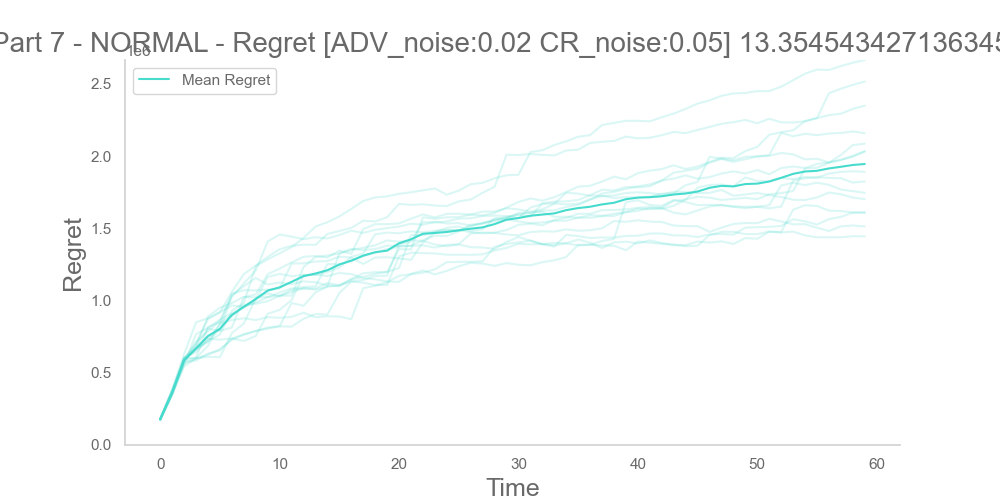 Part 7 - NORMAL - Regret [ADV_noise:0.02 CR_noise:0.05] 13.354543427136345
1e6
Mean Regret
2.5
2.0
1.5
1.0
0.5
0.0
Regret
0 10 20 30 40 50 60
Time